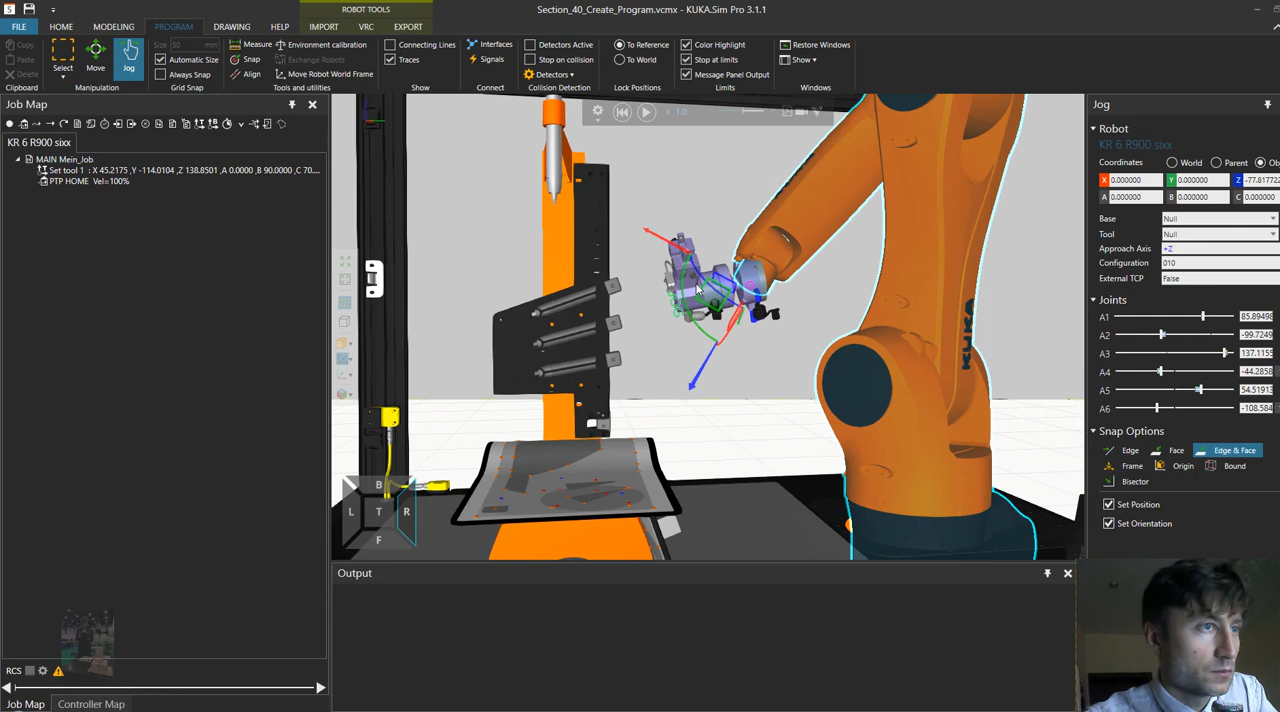 ROBOT TOOLS
Section_40_Create_Program.vcmx - KUKA.Sim Pro 3.1.1
FILE HOME MODELING PROGRAM DRAWING HELP IMPORT VRC EXPORT
Copy
Paste
Delete
Clipboard
Select Move Jog
Manipulation
Size 50 mm
Automatic Size
Always Snap
Grid Snap
Measure Environment calibration
Snap Exchange Robots
Align Move Robot World Frame
Tools and utilities
Connecting Lines
Traces
Show
Interfaces
Signals
Connect
Detectors Active
Stop on collision
Detectors
Collision Detection
To Reference
To World
Lock Positions
Color Highlight
Stop at limits
Message Panel Output
Limits
Restore Windows
Show
Windows
Job Map
KR 6 R900 sixx
MAIN Mein_Job
Set tool 1 : X 45.2175 ,Y -114.0104 ,Z 138.8501 ,A 0.0000 ,B 90.0000 ,C 70....
PTP HOME Vel=100%
1.0
KUKA
B
L T R
F
Jog
Robot
KR 6 R900 sixx
Coordinates World Parent Ob
X 0.000000 Y 0.000000 Z -77.817722
A 0.000000 B 0.000000 C 0.000000
Base Null
Tool Null
Approach Axis +Z
Configuration 010
External TCP False
Joints
A1 85.89498
A2 -99.7249
A3 137.1155
A4 -44.2858
A5 54.51913
A6 -108.584
Snap Options
Edge Face Edge & Face
Frame Origin Bound
Bisector
Set Position
Set Orientation
Output
RCS
Job Map Controller Map